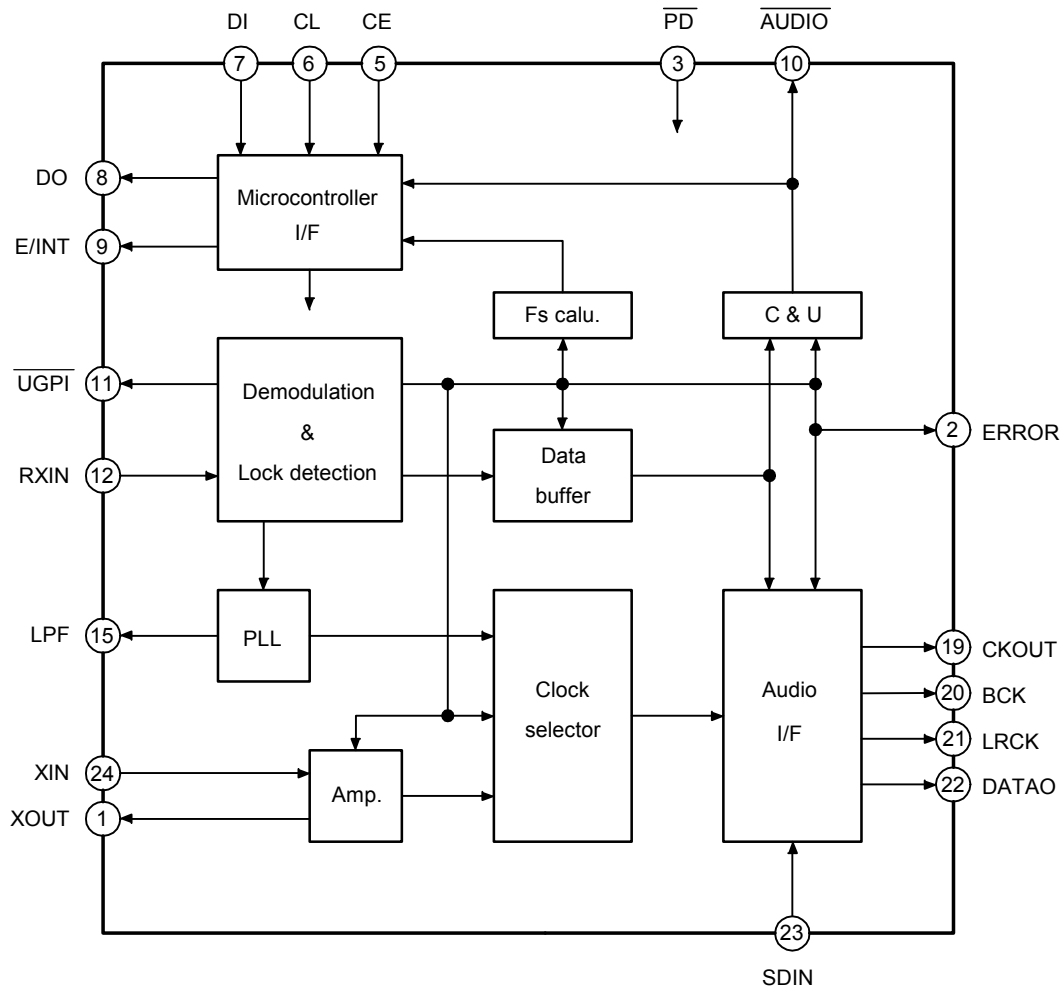 DI CL CE PD AUDIO
7 6 5 3 10
DO 8
Microcontroller
I/F
E/INT 9
Fs calu.
C & U
UGPI 11
Demodulation
&
Lock detection
2 ERROR
RXIN 12
Data
buffer
LPF 15
PLL
Clock
selector
Audio
I/F
19 CKOUT
20 BCK
21 LRCK
22 DATAO
XIN 24
Amp.
XOUT 1
23
SDIN